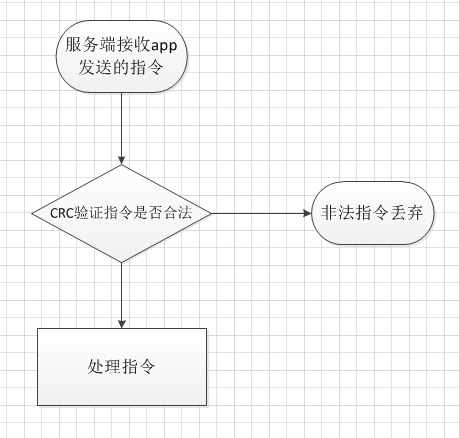 服务端接收app
发送的指令
CRC验证指令是否合法
非法指令丢弃
处理指令